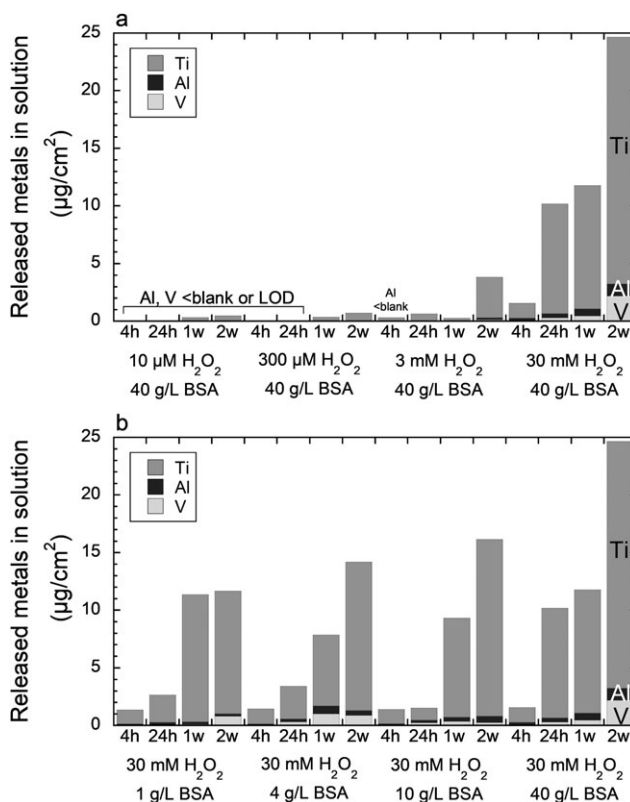 a
25
20
15
10
5
0
Released metals in solution
(µg/cm²)
Ti
Al
V
Ti
Al
V
Al, V <blank or LOD
Al
<blank
4h 24h 1w 2w 4h 24h 1w 2w 4h 24h 1w 2w 4h 24h 1w 2w
10 µM H₂O₂ 300 µM H₂O₂ 3 mM H₂O₂ 30 mM H₂O₂
40 g/L BSA 40 g/L BSA 40 g/L BSA 40 g/L BSA
b
25
20
15
10
5
0
Released metals in solution
(µg/cm²)
Ti
Al
V
Ti
Al
V
4h 24h 1w 2w 4h 24h 1w 2w 4h 24h 1w 2w 4h 24h 1w 2w
30 mM H₂O₂ 30 mM H₂O₂ 30 mM H₂O₂ 30 mM H₂O₂
1 g/L BSA 4 g/L BSA 10 g/L BSA 40 g/L BSA